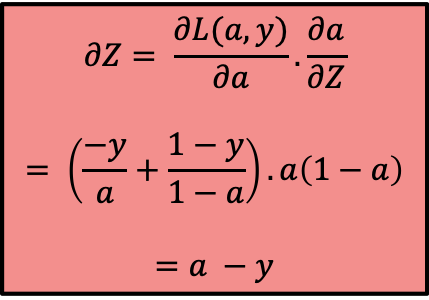 ∂Z = ∂L(a, y)/∂a . ∂a/∂Z
= (−y/a + 1 − y/1 − a) . a(1 − a)
= a − y